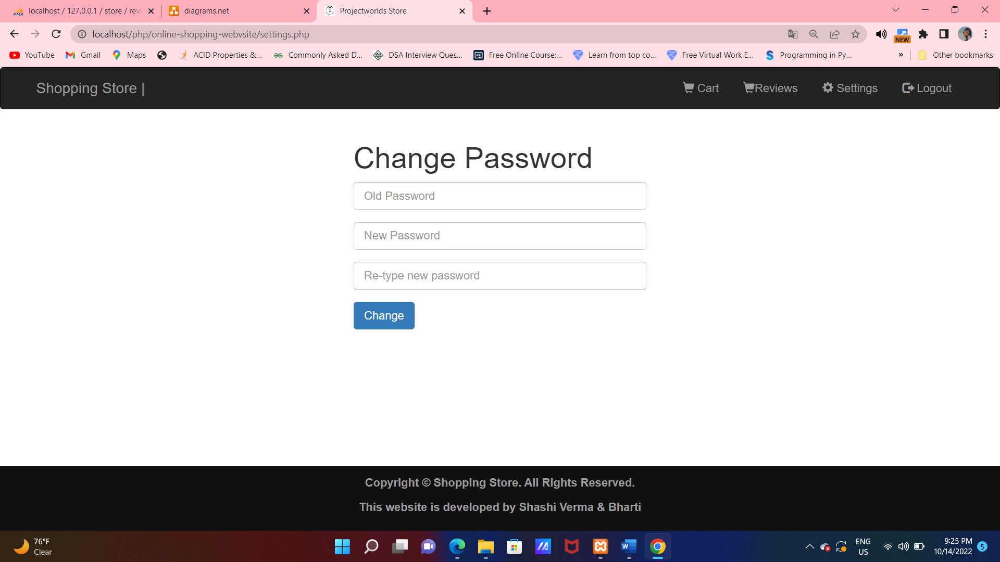 localhost / 127.0.0.1 / store / revi
diagrams.net
Projectworlds Store
localhost/php/online-shopping-webvsite/settings.php
NEW
YouTube
Gmail
Maps
ACID Properties &...
Commonly Asked D...
DSA Interview Ques...
Free Online Course:...
Learn from top co...
Free Virtual Work E...
Programming in Py...
»
Other bookmarks
Shopping Store |
Cart
Reviews
Settings
Logout
Change Password
Old Password
New Password
Re-type new password
Change
Copyright © Shopping Store. All Rights Reserved.
This website is developed by Shashi Verma & Bharti
76°F
Clear
ENG
US
9:25 PM
10/14/2022
5